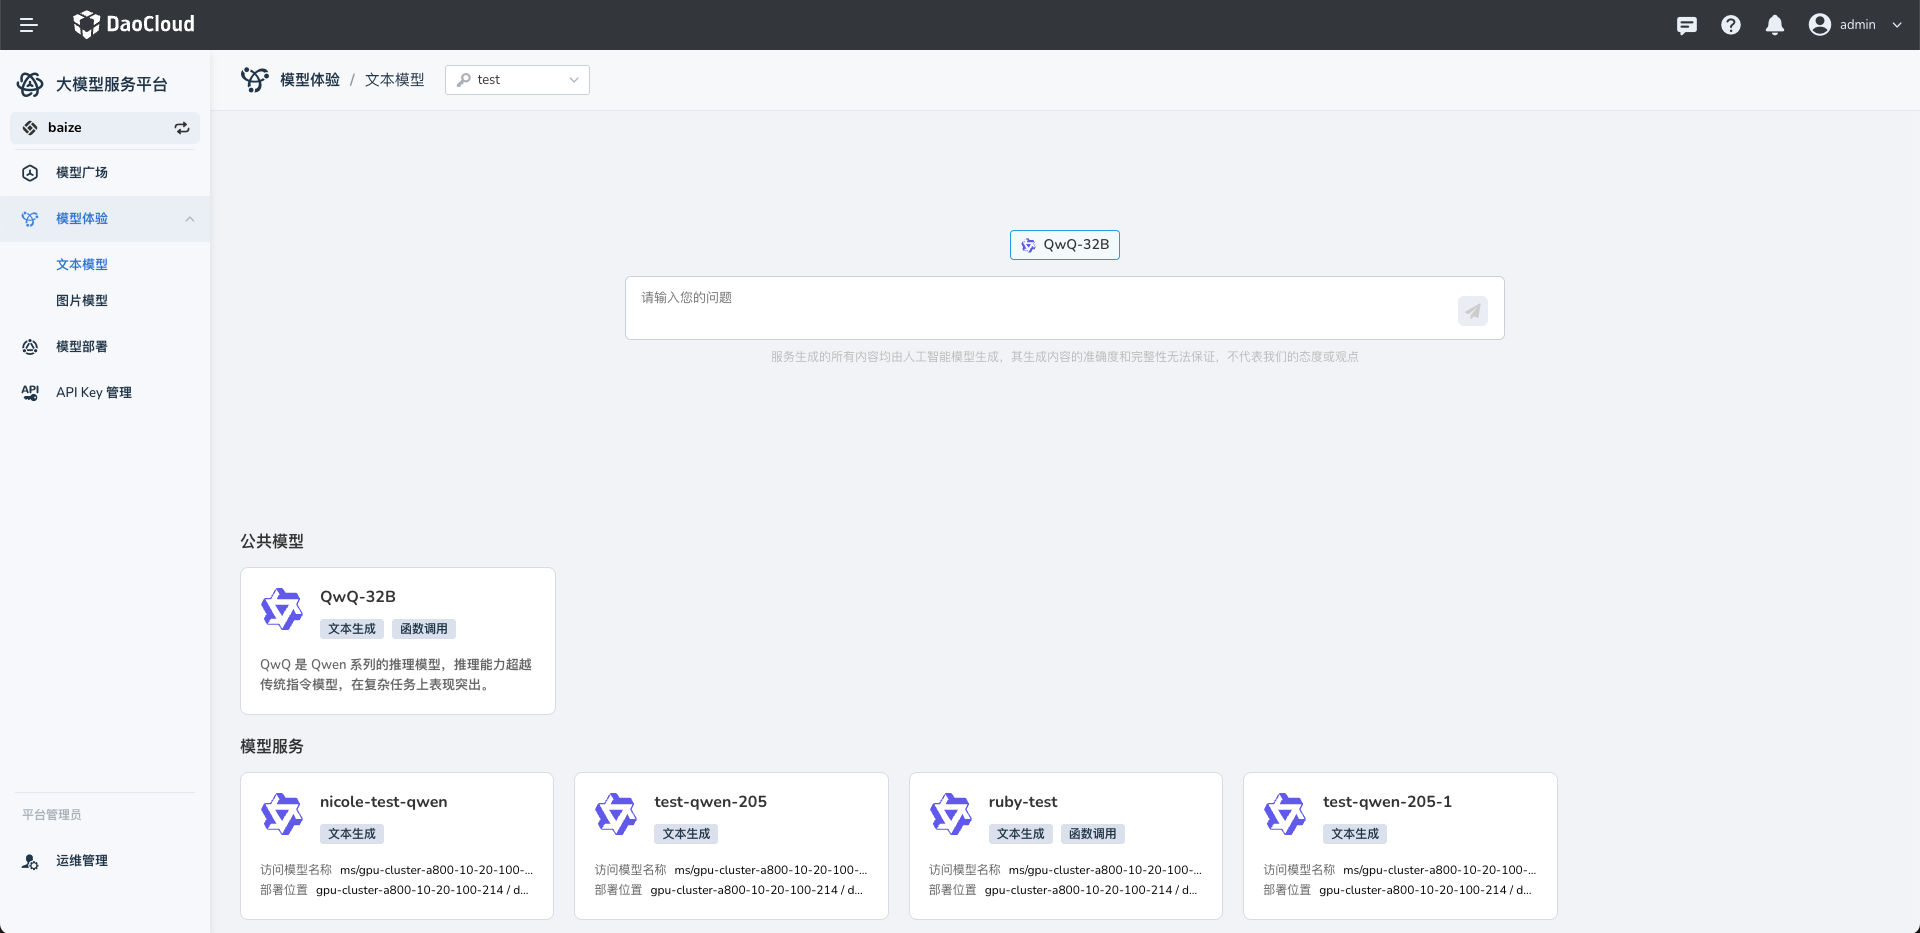 DaoCloud
admin
大模型服务平台
baize
模型广场
模型体验
文本模型
图片模型
模型部署
API Key 管理
平台管理员
运维管理
模型体验 / 文本模型
test
QwQ-32B
请输入您的问题
服务生成的所有内容均由人工智能模型生成，其生成内容的准确度和完整性无法保证，不代表我们的态度或观点
公共模型
QwQ-32B
文本生成 函数调用
QwQ 是 Qwen 系列的推理模型，推理能力超越
传统指令模型，在复杂任务上表现突出。
模型服务
nicole-test-qwen
文本生成
访问模型名称 ms/gpu-cluster-a800-10-20-100-...
部署位置 gpu-cluster-a800-10-20-100-214 / d...
test-qwen-205
文本生成
访问模型名称 ms/gpu-cluster-a800-10-20-100-...
部署位置 gpu-cluster-a800-10-20-100-214 / d...
ruby-test
文本生成 函数调用
访问模型名称 ms/gpu-cluster-a800-10-20-100-...
部署位置 gpu-cluster-a800-10-20-100-214 / d...
test-qwen-205-1
文本生成
访问模型名称 ms/gpu-cluster-a800-10-20-100-...
部署位置 gpu-cluster-a800-10-20-100-214 / d...